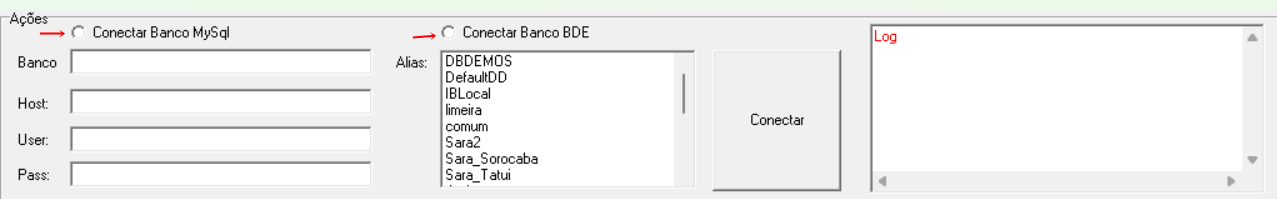 Ações
Conectar Banco MySql
Banco
Host:
User:
Pass:
Conectar Banco BDE
Alias:
DBDEMOS
DefaultDD
IBLocal
limeira
comum
Sara2
Sara_Sorocaba
Sara_Tatui
Conectar
Log